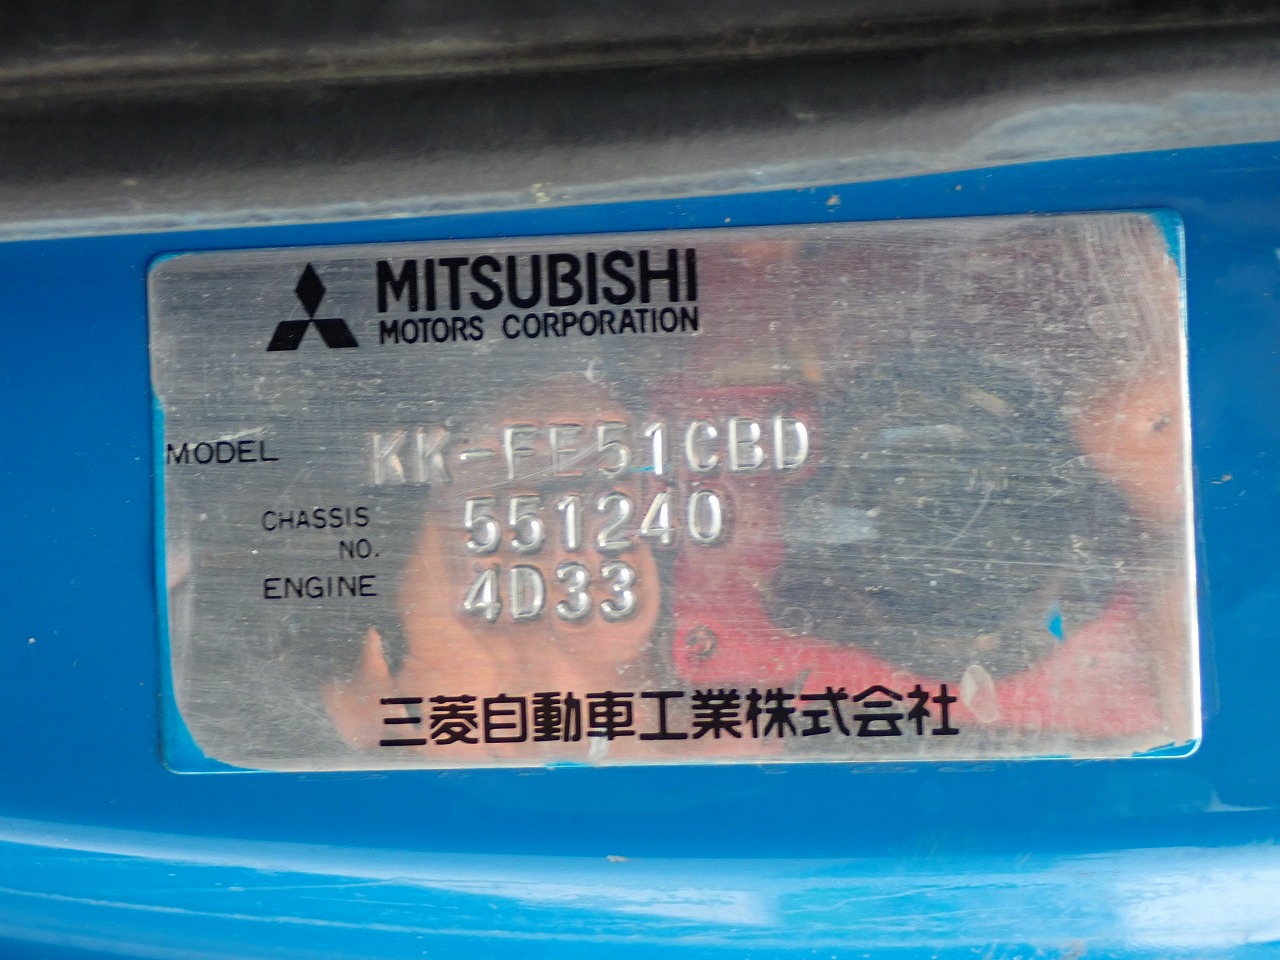 MITSUBISHI
MOTORS CORPORATION
MODEL KK-FE51CBD
CHASSIS NO. 551240
ENGINE 4D33
三菱自動車工業株式会社